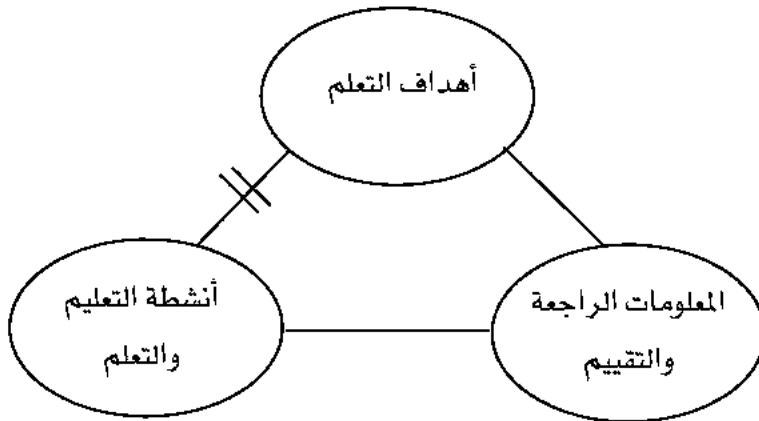 أهداف التعلم
أنشطة التعليم
والتعلم
المعلومات الراجعة
والتقييم